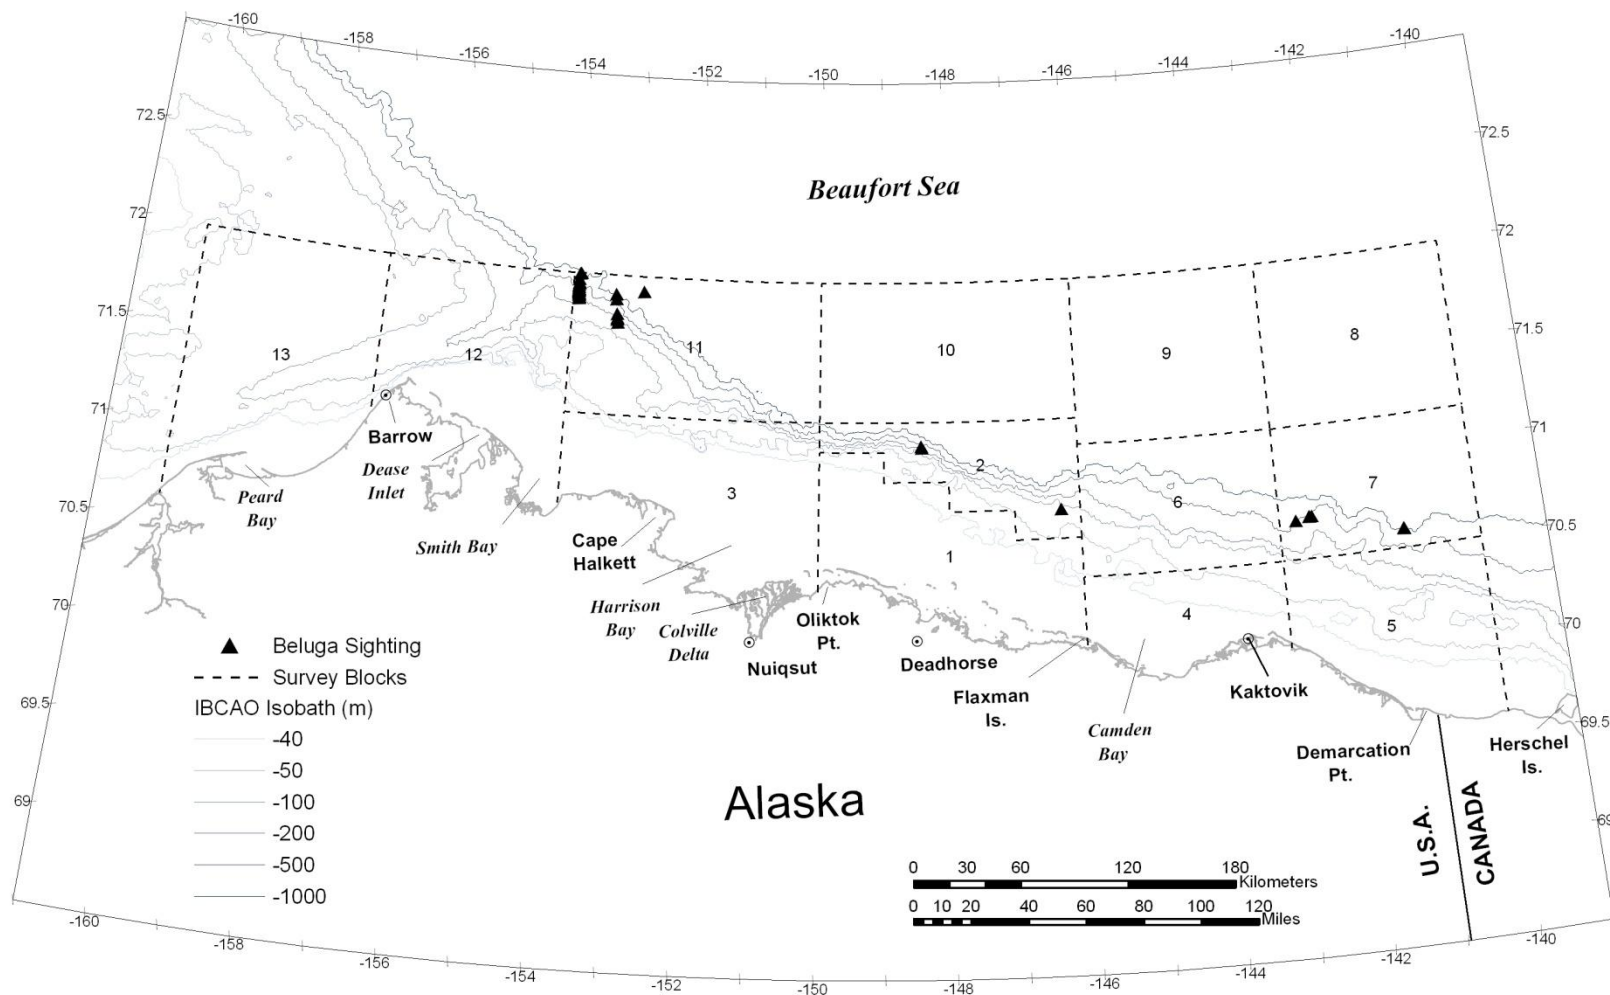 -160
-158
-156
-154
-152
-150
-148
-146
-144
-142
-140
72.5
72.5
Beaufort Sea
72
72
71.5
71.5
13
12
11
10
9
8
71
71
Barrow
Dease
Inlet
Peard
Bay
Smith Bay
70.5
70.5
3
2
1
6
7
Cape
Halkett
Harrison
Bay
Colville
Delta
Nuiqsut
Oliktok
Pt.
Deadhorse
Flaxman
Is.
Camden
Bay
4
5
Kaktovik
Demarcation
Pt.
Herschel
Is.
70
70
69.5
69.5
69
69
Beluga Sighting
Survey Blocks
IBCAO Isobath (m)
-40
-50
-100
-200
-500
-1000
Alaska
U.S.A.
CANADA
0 30 60 120 180
Kilometers
0 10 20 40 60 80 100 120
Miles
-160
-158
-156
-154
-152
-150
-148
-146
-144
-142
-140